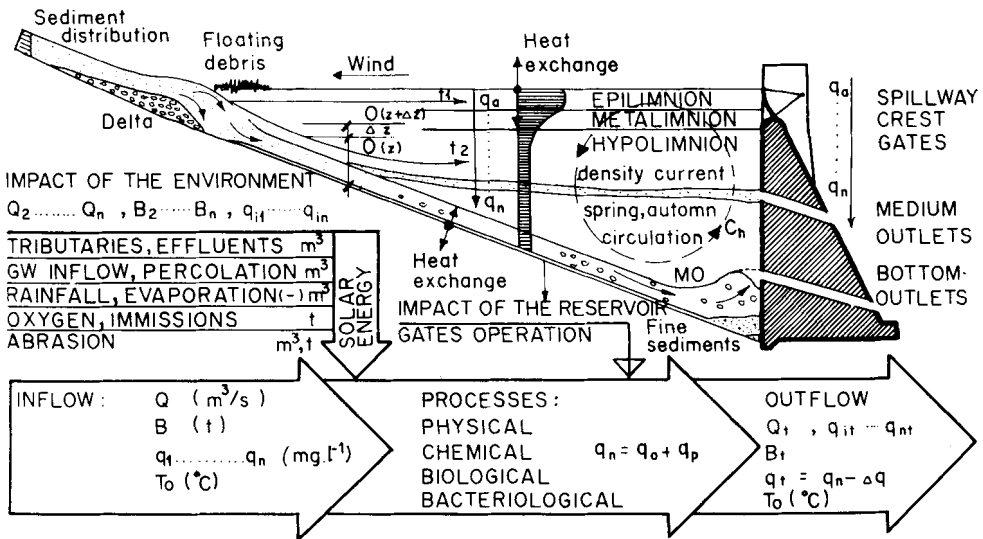 Sediment
distribution
Floating
debris
Wind
Heat
exchange
Delta
t1
qa
O(z+Δz)
Δz
O(z)
t2
qn
EPILIMNION
METALIMNION
HYPOLIMNION
density current
spring, automn
circulation
Ch
MO
Fine
sediments
Heat
exchange
qa
qn
SPILLWAY
CREST
GATES
MEDIUM
OUTLETS
BOTTOM-
OUTLETS
IMPACT OF THE ENVIRONMENT
Q2 ....... Qn , B2 ..... Bn , qi1 ..... qin
TRIBUTARIES, EFFLUENTS m³
GW INFLOW, PERCOLATION m³
RAINFALL, EVAPORATION (-) m³
OXYGEN, IMMISSIONS t
ABRASION m³, t
SOLAR
ENERGY
IMPACT OF THE RESERVOIR
GATES OPERATION
INFLOW : Q (m³/s)
B (t)
q1 ......... qn (mg.l⁻¹)
To (°C)
PROCESSES :
PHYSICAL
CHEMICAL qn = qo + qp
BIOLOGICAL
BACTERIOLOGICAL
OUTFLOW
Qt , qit ... qnt
Bt
qt = qn - Δq
To (°C)